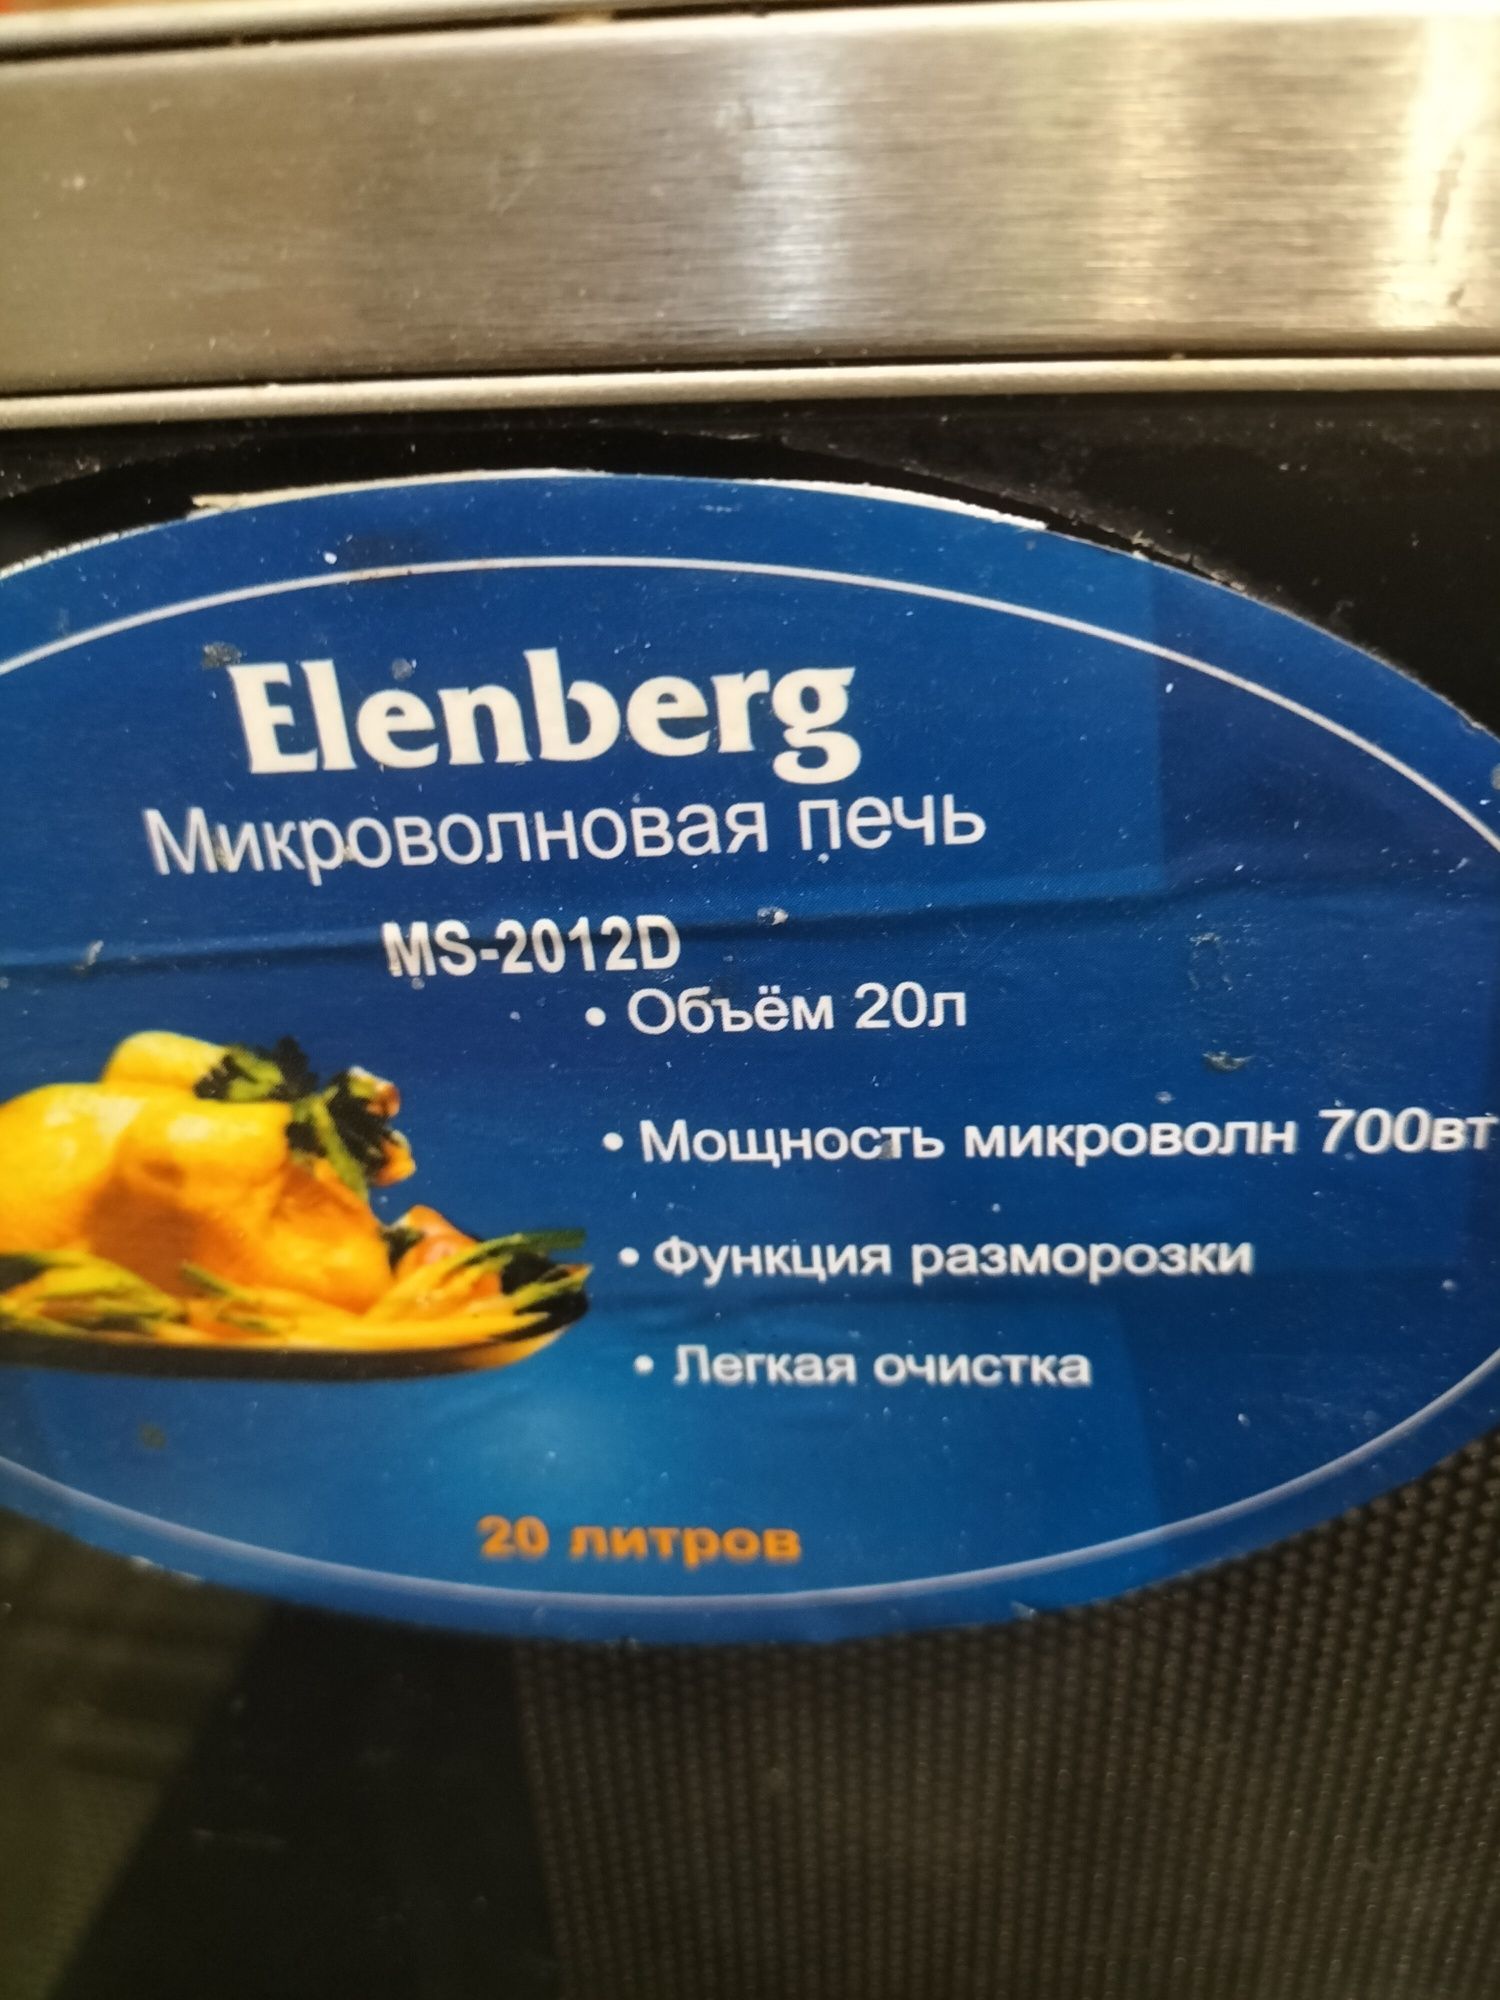 Elenberg
Микроволновая печь
MS-2012D
• Объём 20л
• Мощность микроволн 700вт
• Функция разморозки
• Легкая очистка
20 литров